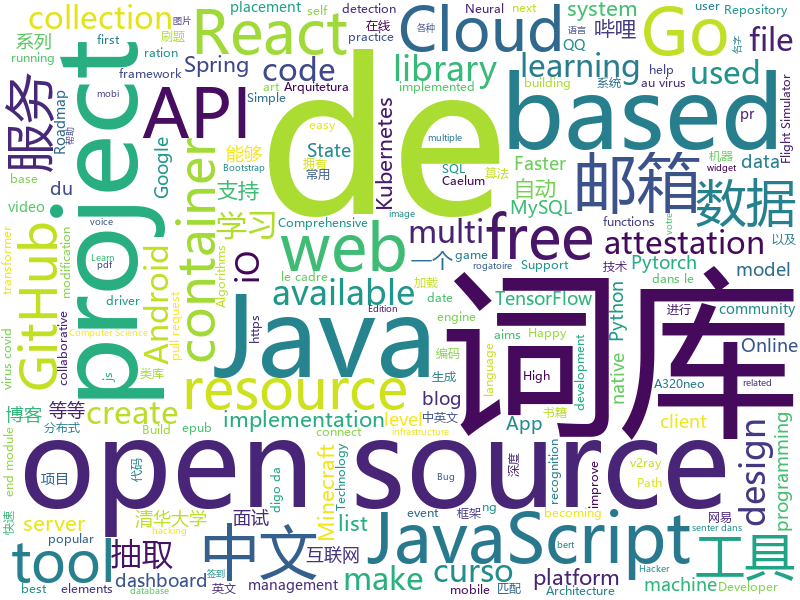 collection
React
Cloud
Go
file
placement
ration
Neural
next
user
Repository
图片
刷题
self
detection
在线
各种
语言
practice
running
系列
first
Spring
QQ
system
哔哩
名字
API
code
library
learning
used
help
project
服务
Roadmap
mobi
帮助
framework
Simple
art
Arquitetura
implemented
building
系统
au virus
pr
Flight Simulator
Google
能够
easy
拥有
常用
State
Kubernetes
multiple
算法
de
based
Faster
SQL
Caelum
机器
widget
data
du
支持
自动
MySQL
邮箱
数据
base
container
学习
Comprehensive
Bootstrap
image
functions
votre
GitHub
video
modification
Learn
pdf
voice
Android
io
web
multi
free
attestation
以及
transformer
Algorithms
一个
game
Support
技术
dans le
Pytorch
model
le cadre
rogatoire
available
driver
date
TensorFlow
加载
community
virus covid
collaborative
Computer Science
pull request
https
engine
Edition
aims
Happy
进行
Python
Online
.js
类库
Java
词库
生成
编码
language
High
development
native
A320neo
related
博客
等等
resource
create
epub
blog
中英文
书籍
implementation
level
App
client
分布式
Build
connect
programming
design
end module
open source
Technology
infrastructure
Bug
Path
项目
代码
digo da
Minecraft
recognition
improve
v2ray
快速
server
清华大学
面试
list
event
ng
becoming
深度
框架
网易
popular
tool
抽取
中文
JavaScript
工具
互联网
make
curso
platform
匹配
bert
machine
senter dans
Developer
best
elements
英文
dashboard
management
签到
database
hacking
mobile
Architecture
Hacker